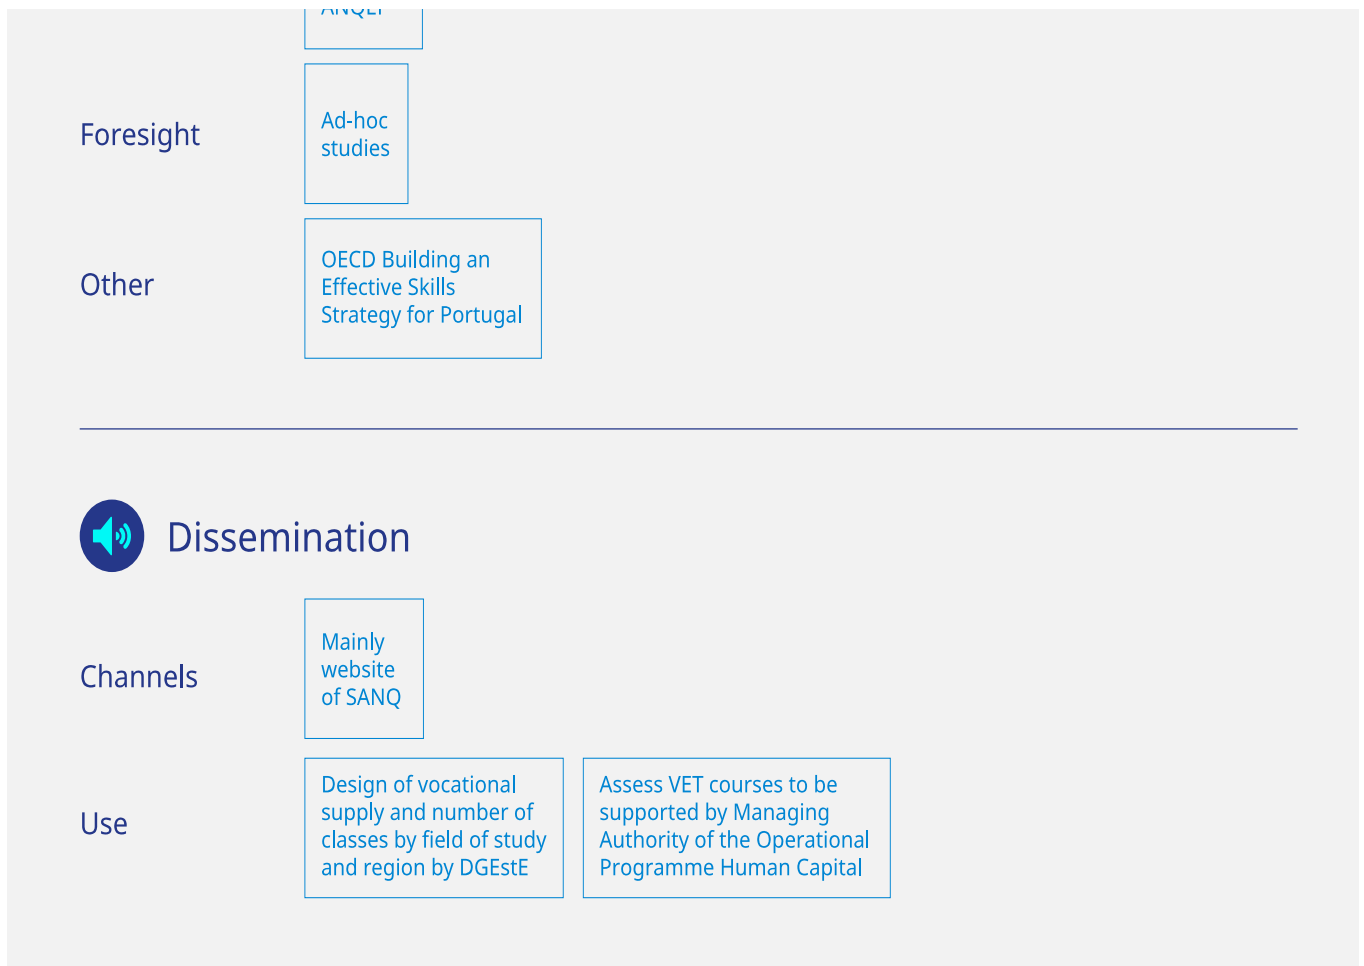 Foresight
Ad-hoc
studies
Other
OECD Building an
Effective Skills
Strategy for Portugal
Dissemination
Channels
Mainly
website
of SANQ
Use
Design of vocational
supply and number of
classes by field of study
and region by DGEstE
Assess VET courses to be
supported by Managing
Authority of the Operational
Programme Human Capital